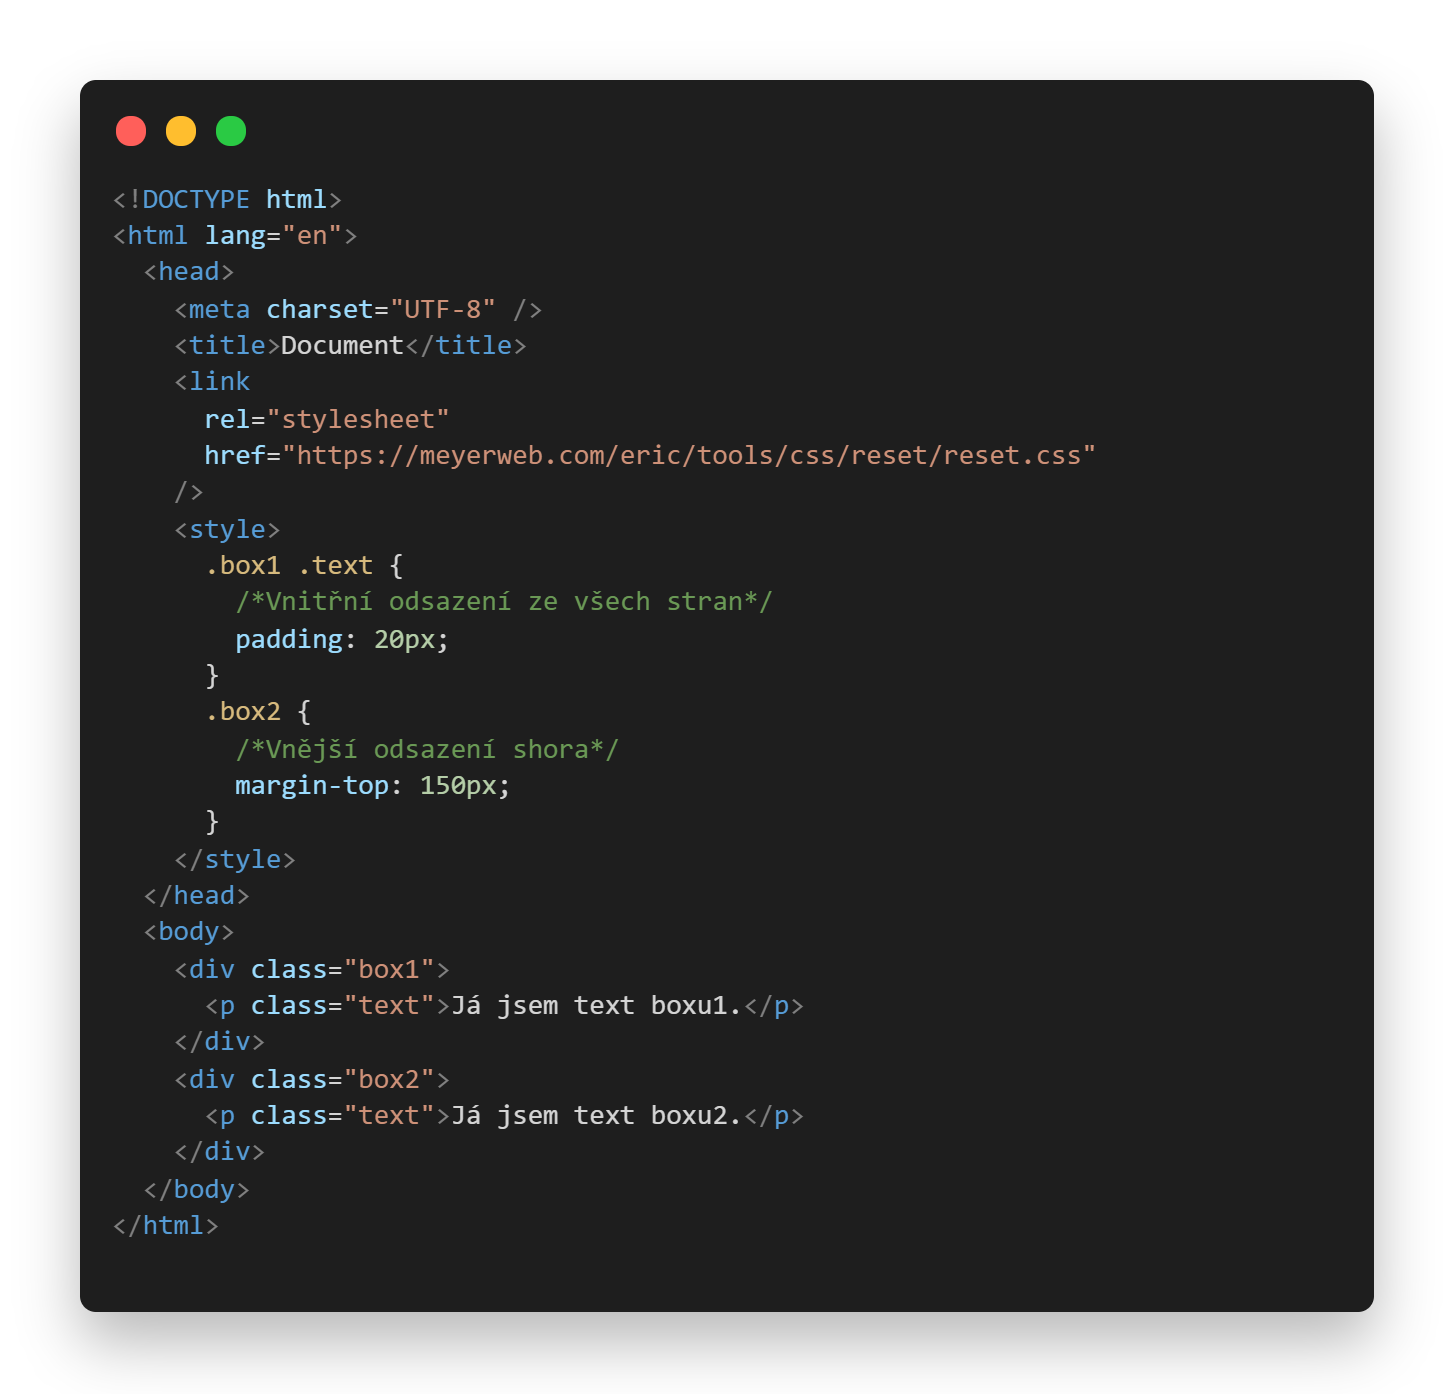 <!DOCTYPE html>
<html lang="en">
  <head>
    <meta charset="UTF-8" />
    <title>Document</title>
    <link
      rel="stylesheet"
      href="https://meyerweb.com/eric/tools/css/reset/reset.css"
    />
    <style>
      .box1 .text {
        /*Vnitřní odsazení ze všech stran*/
        padding: 20px;
      }
      .box2 {
        /*Vnější odsazení shora*/
        margin-top: 150px;
      }
    </style>
  </head>
  <body>
    <div class="box1">
      <p class="text">Já jsem text boxu1.</p>
    </div>
    <div class="box2">
      <p class="text">Já jsem text boxu2.</p>
    </div>
  </body>
</html>